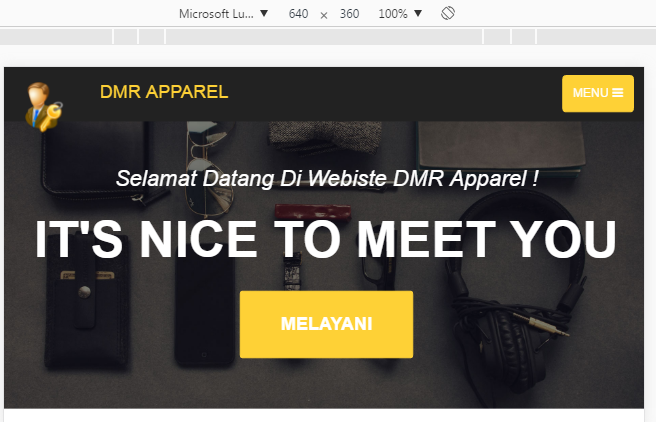 Microsoft Lu... ▼ 640 × 360 100% ▼
DMR APPAREL
MENU
Selamat Datang Di Webiste DMR Apparel !
IT'S NICE TO MEET YOU
MELAYANI